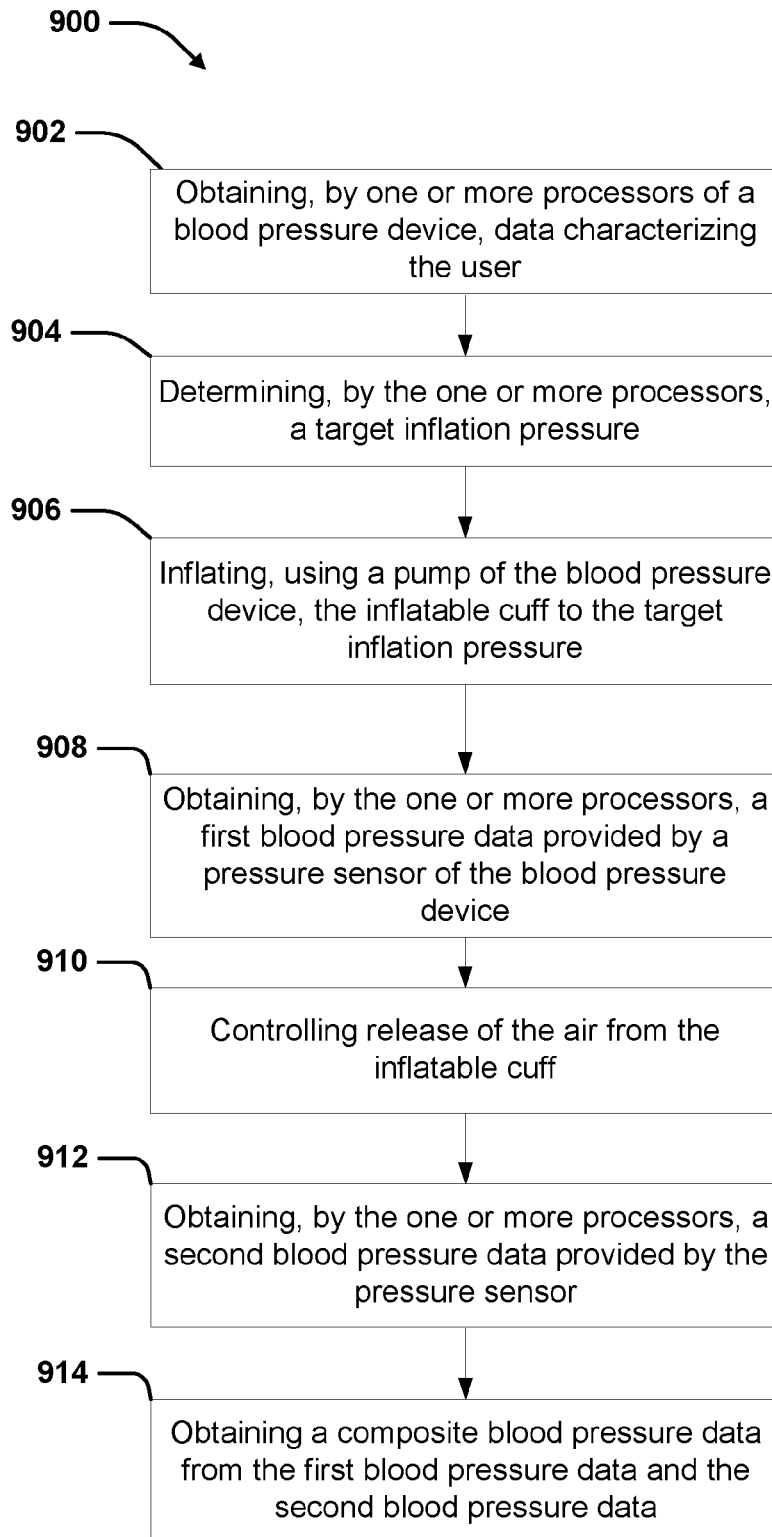 900
902
Obtaining, by one or more processors of a
blood pressure device, data characterizing
the user
904
Determining, by the one or more processors,
a target inflation pressure
906
Inflating, using a pump of the blood pressure
device, the inflatable cuff to the target
inflation pressure
908
Obtaining, by the one or more processors, a
first blood pressure data provided by a
pressure sensor of the blood pressure
device
910
Controlling release of the air from the
inflatable cuff
912
Obtaining, by the one or more processors, a
second blood pressure data provided by the
pressure sensor
914
Obtaining a composite blood pressure data
from the first blood pressure data and the
second blood pressure data